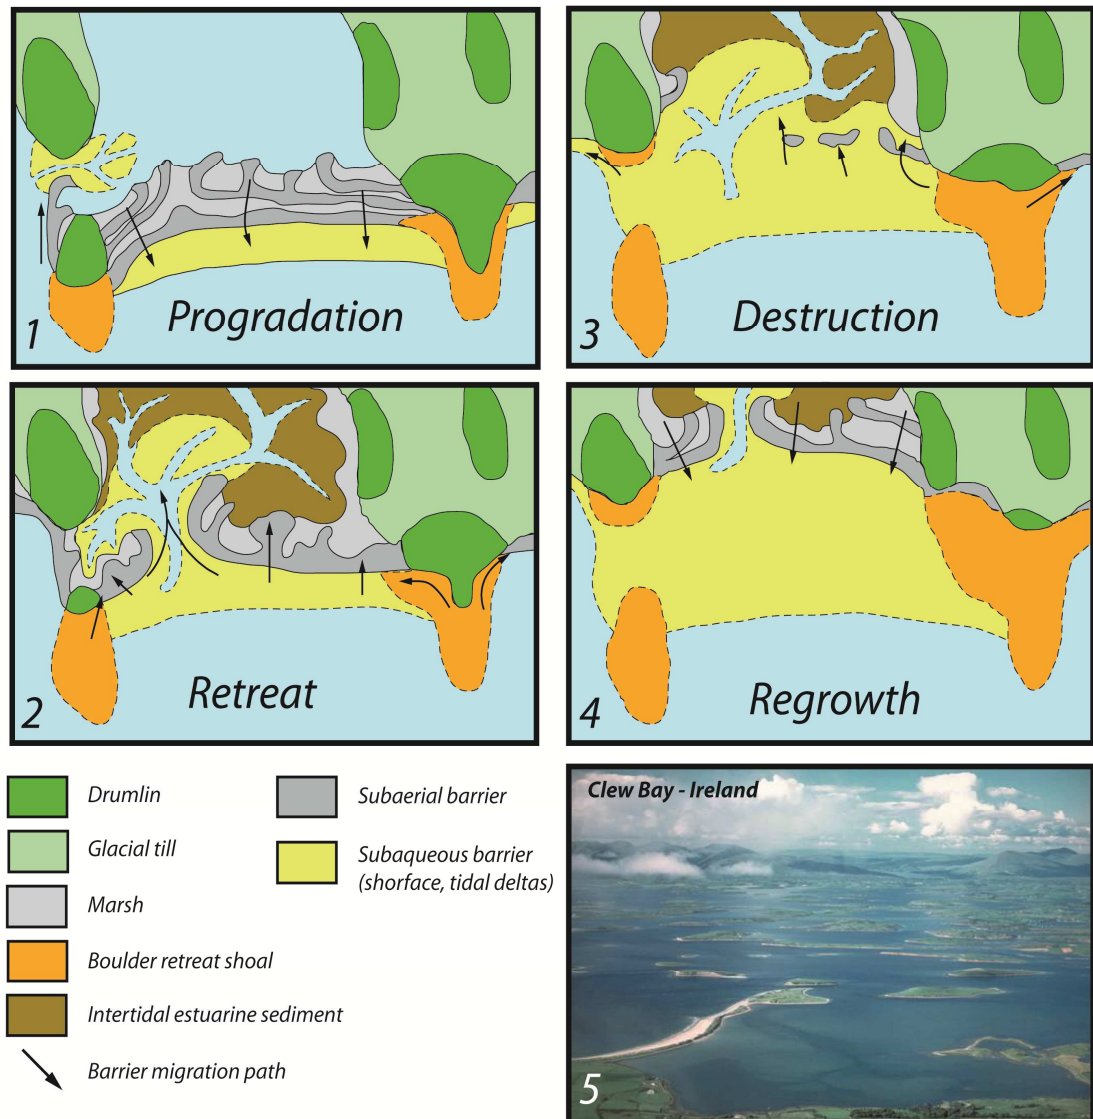 1
Progradation
3
Destruction
2
Retreat
4
Regrowth
Drumlin
Glacial till
Marsh
Boulder retreat shoal
Intertidal estuarine sediment
Barrier migration path
Subaerial barrier
Subaqueous barrier
(shorface, tidal deltas)
Clew Bay - Ireland
5